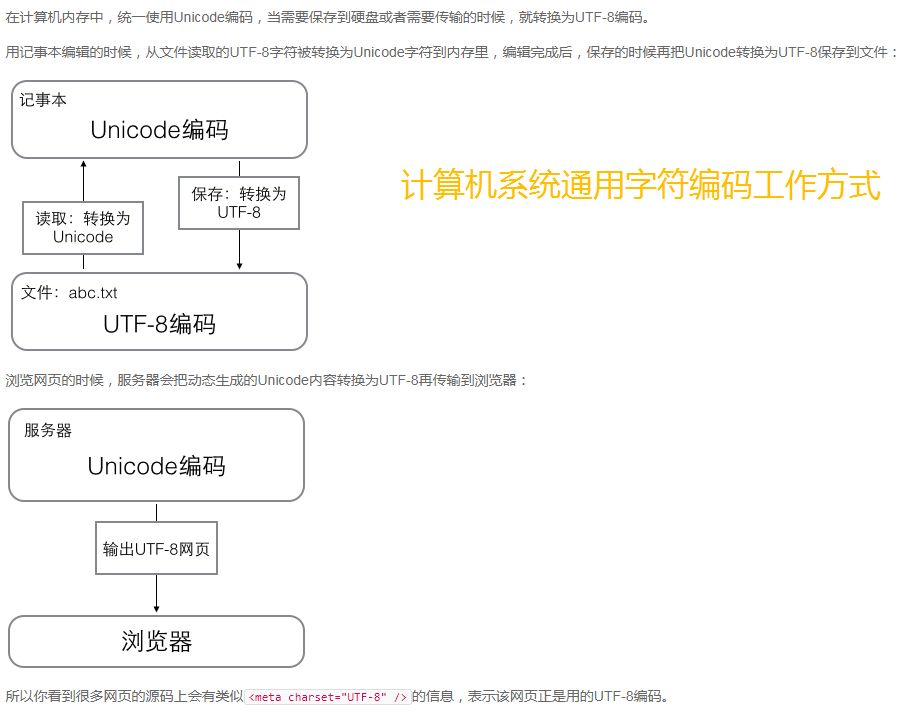 在计算机内存中，统一使用Unicode编码，当需要保存到硬盘或者需要传输的时候，就转换为UTF-8编码。
用记事本编辑的时候，从文件读取的UTF-8字符被转换为Unicode字符到内存里，编辑完成后，保存的时候再把Unicode转换为UTF-8保存到文件：
记事本
Unicode编码
计算机系统通用字符编码工作方式
保存：转换为
UTF-8
读取：转换为
Unicode
文件：abc.txt
UTF-8编码
浏览网页的时候，服务器会把动态生成的Unicode内容转换为UTF-8再传输到浏览器：
服务器
Unicode编码
输出UTF-8网页
浏览器
所以你看到很多网页的源码上会有类似<meta charset="UTF-8" />的信息，表示该网页正是用的UTF-8编码。